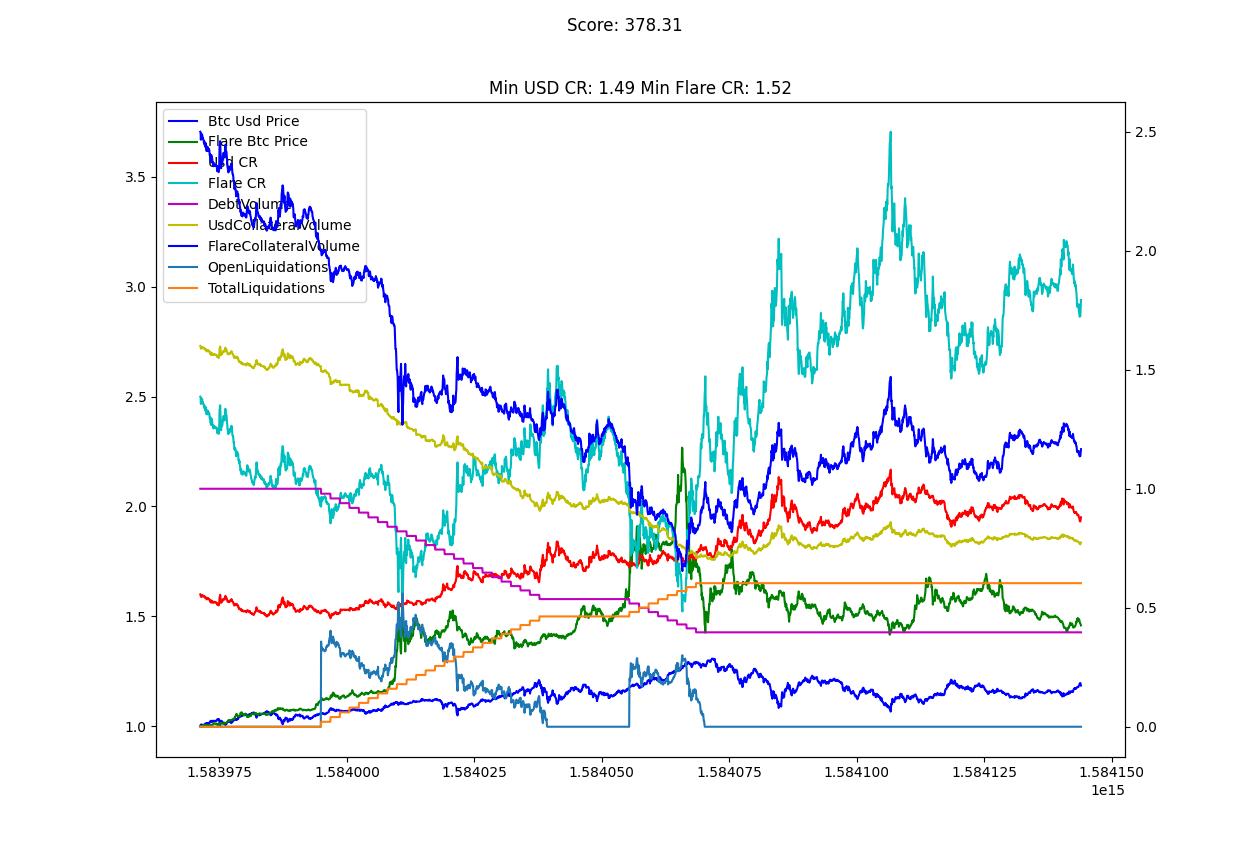 Score: 378.31
Min USD CR: 1.49 Min Flare CR: 1.52
Btc Usd Price
Flare Btc Price
Usd CR
Flare CR
DebtVolume
UsdCollateralVolume
FlareCollateralVolume
OpenLiquidations
TotalLiquidations
3.5
3.0
2.5
2.0
1.5
1.0
2.5
2.0
1.5
1.0
0.5
0.0
1.583975 1.584000 1.584025 1.584050 1.584075 1.584100 1.584125 1.584150
1e15